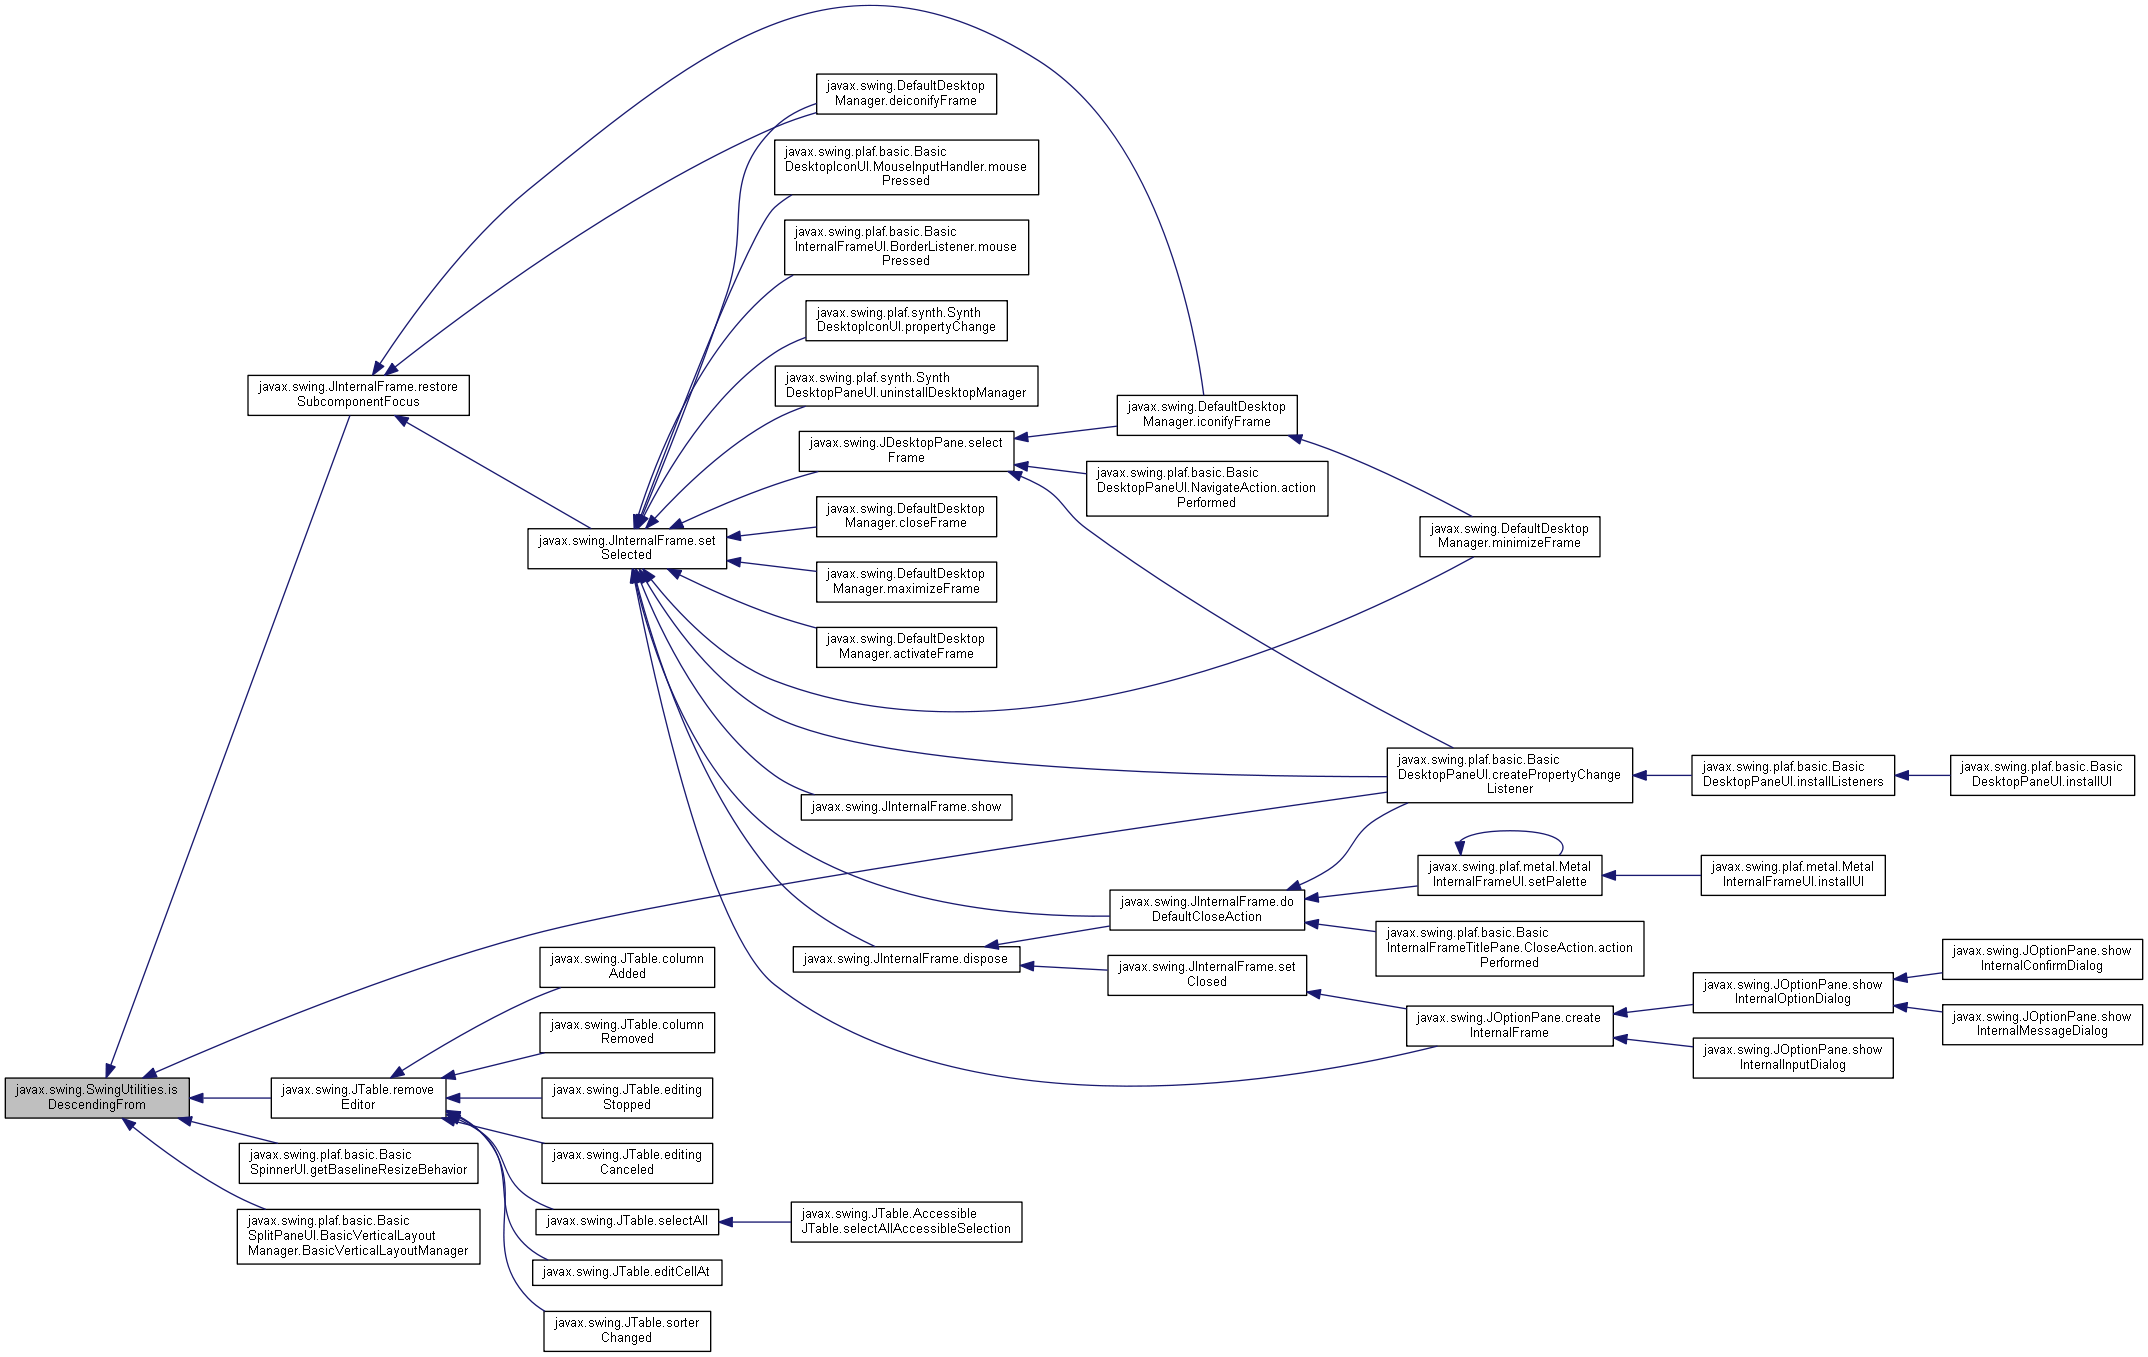 javax.swing.DefaultDesktop
Manager.deiconifyFrame
javax.swing.plaf.basic.Basic
DesktopIconUI.MouseInputHandler.mouse
Pressed
javax.swing.plaf.basic.Basic
InternalFrameUI.BorderListener.mouse
Pressed
javax.swing.plaf.synth.Synth
DesktopIconUI.propertyChange
javax.swing.JInternalFrame.restore
SubcomponentFocus
javax.swing.plaf.synth.Synth
DesktopPaneUI.uninstallDesktopManager
javax.swing.DefaultDesktop
Manager.iconifyFrame
javax.swing.JDesktopPane.select
Frame
javax.swing.plaf.basic.Basic
DesktopPaneUI.NavigateAction.action
Performed
javax.swing.DefaultDesktop
Manager.closeFrame
javax.swing.DefaultDesktop
Manager.minimizeFrame
javax.swing.JInternalFrame.set
Selected
javax.swing.DefaultDesktop
Manager.maximizeFrame
javax.swing.DefaultDesktop
Manager.activateFrame
javax.swing.plaf.basic.Basic
DesktopPaneUI.createPropertyChange
Listener
javax.swing.plaf.basic.Basic
DesktopPaneUI.installListeners
javax.swing.plaf.basic.Basic
DesktopPaneUI.installUI
javax.swing.JInternalFrame.show
javax.swing.plaf.metal.Metal
InternalFrameUI.setPalette
javax.swing.plaf.metal.Metal
InternalFrameUI.installUI
javax.swing.JInternalFrame.do
DefaultCloseAction
javax.swing.plaf.basic.Basic
InternalFrameTitlePane.CloseAction.action
Performed
javax.swing.JInternalFrame.dispose
javax.swing.JInternalFrame.set
Closed
javax.swing.JOptionPane.show
InternalConfirmDialog
javax.swing.JOptionPane.show
InternalOptionDialog
javax.swing.JOptionPane.create
InternalFrame
javax.swing.JOptionPane.show
InternalMessageDialog
javax.swing.JOptionPane.show
InternalInputDialog
javax.swing.JTable.column
Added
javax.swing.JTable.column
Removed
javax.swing.SwingUtilities.is
DescendingFrom
javax.swing.JTable.remove
Editor
javax.swing.JTable.editing
Stopped
javax.swing.JTable.editing
Canceled
javax.swing.plaf.basic.Basic
SpinnerUI.getBaselineResizeBehavior
javax.swing.plaf.basic.Basic
SplitPaneUI.BasicVerticalLayout
Manager.BasicVerticalLayoutManager
javax.swing.JTable.selectAll
javax.swing.JTable.Accessible
JTable.selectAllAccessibleSelection
javax.swing.JTable.editCellAt
javax.swing.JTable.sorter
Changed